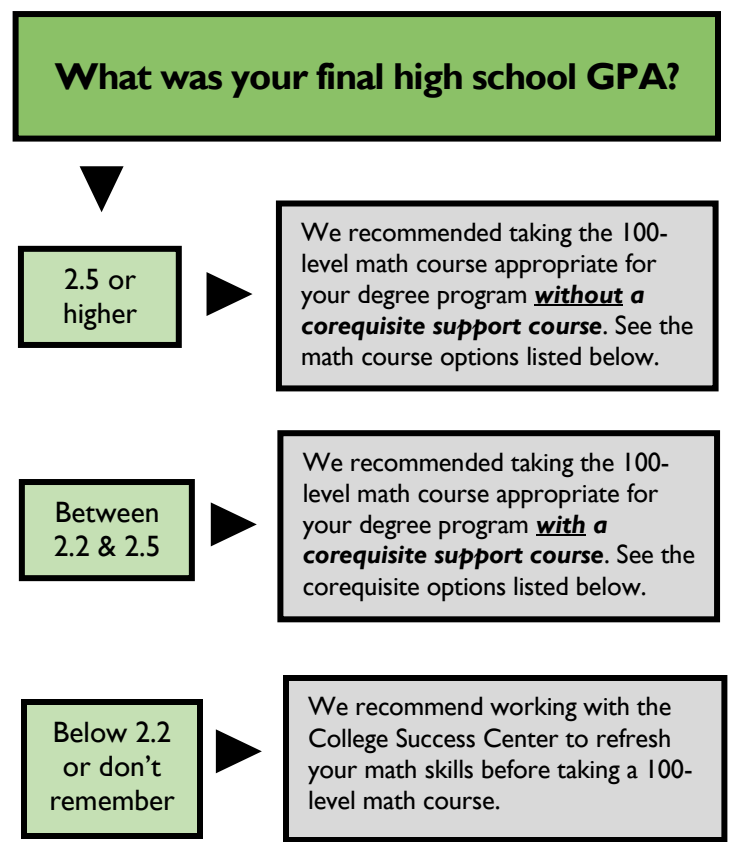 What was your final high school GPA?
2.5 or
higher
We recommended taking the 100-
level math course appropriate for
your degree program without a
corequisite support course. See the
math course options listed below.
Between
2.2 & 2.5
We recommended taking the 100-
level math course appropriate for
your degree program with a
corequisite support course. See the
corequisite options listed below.
Below 2.2
or don’t
remember
We recommend working with the
College Success Center to refresh
your math skills before taking a 100-
level math course.